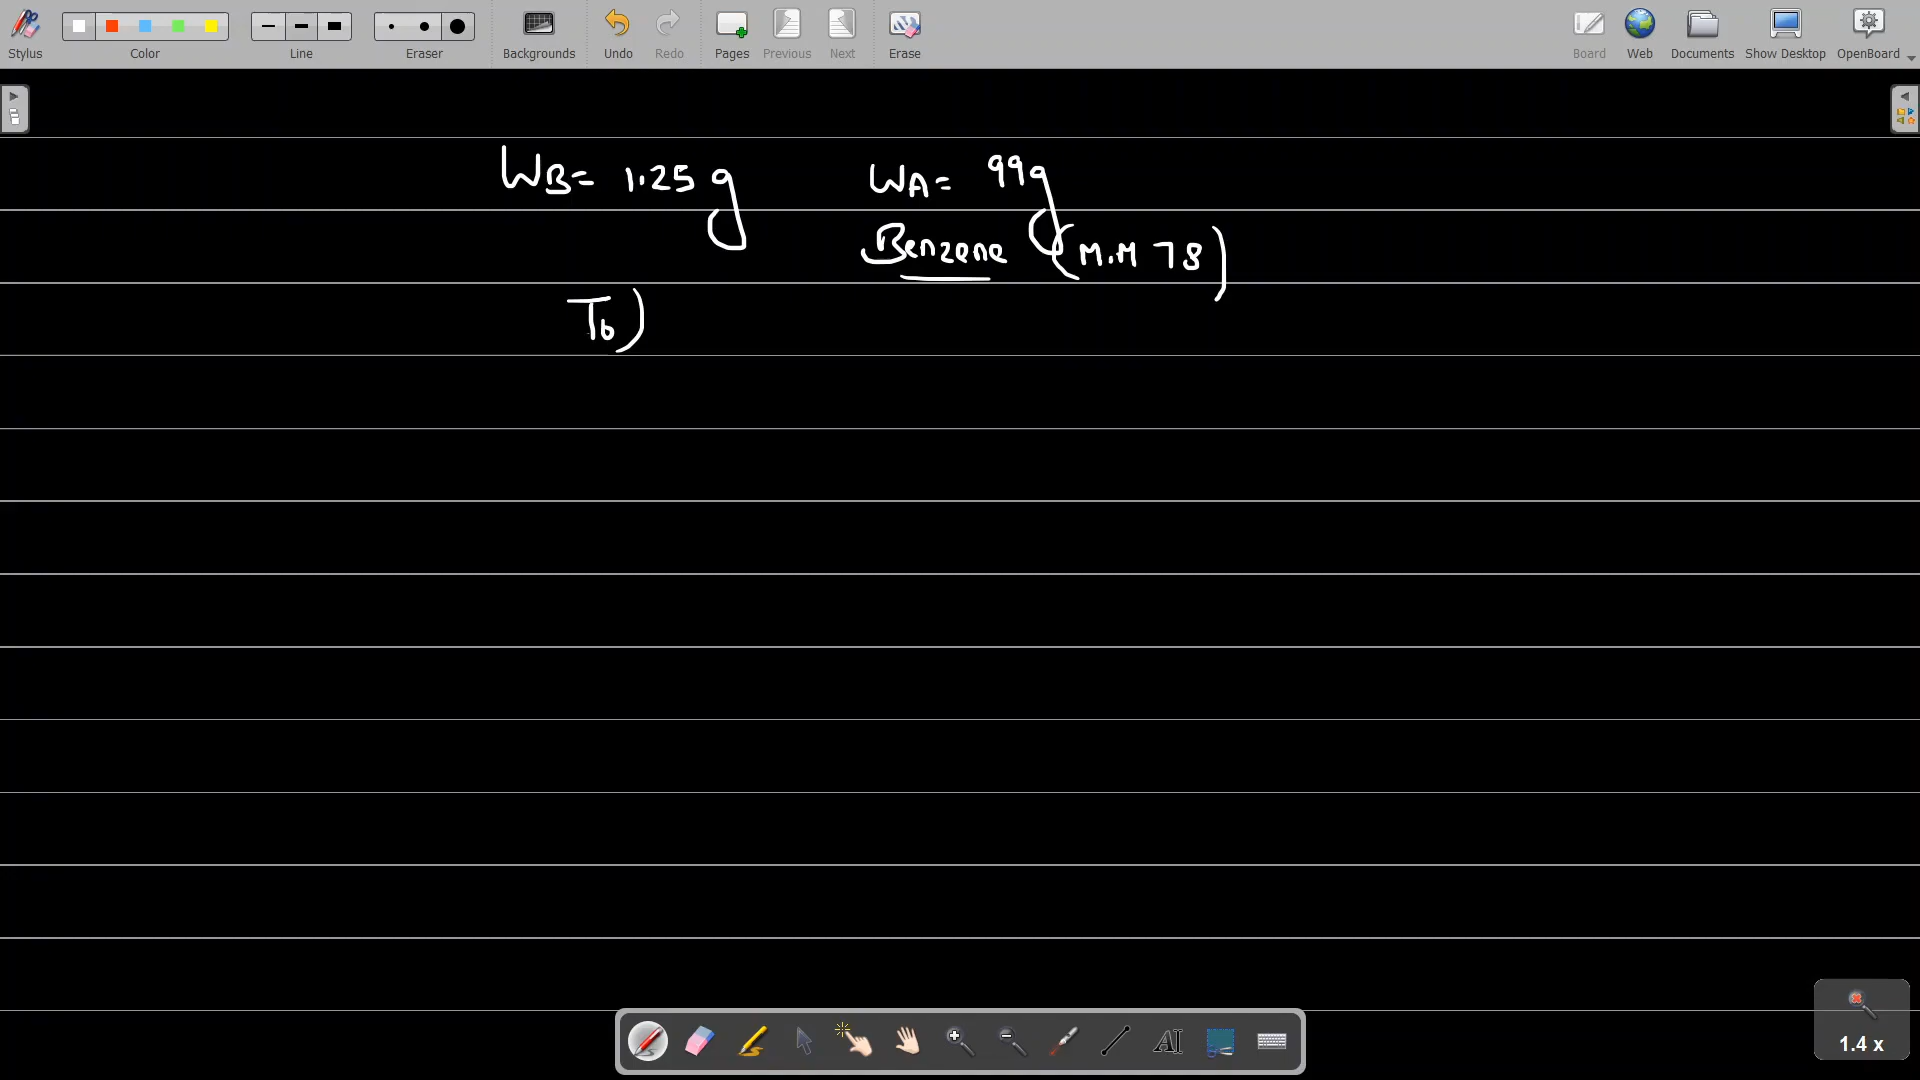 Stylus Color Line Eraser Backgrounds Undo Redo Pages Previous Next Erase Board Web Documents Show Desktop OpenBoard
WB= 1.25 g WA= 99g
Benzene (M.M 78)
Tb)
AI
1.4 x